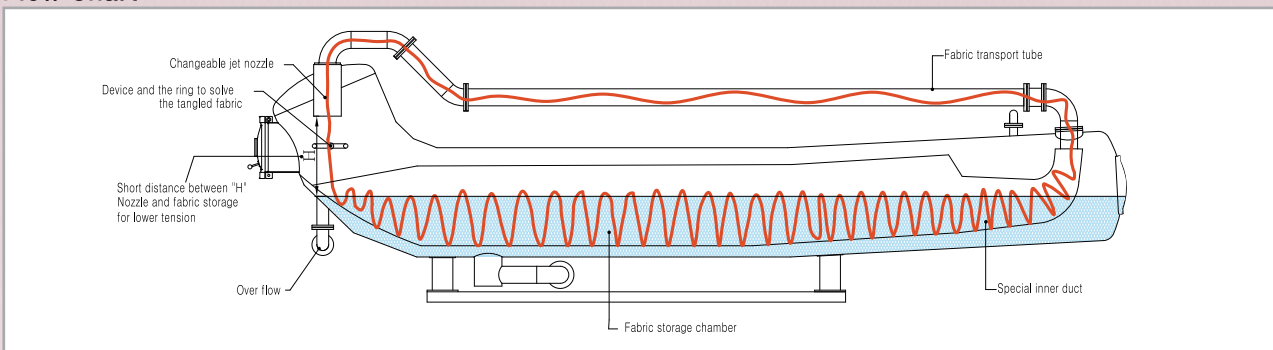 Changeable jet nozzle
Device and the ring to solve
the tangled fabric
Short distance between "H"
Nozzle and fabric storage
for lower tension
H
Over flow
Fabric transport tube
Special inner duct
Fabric storage chamber